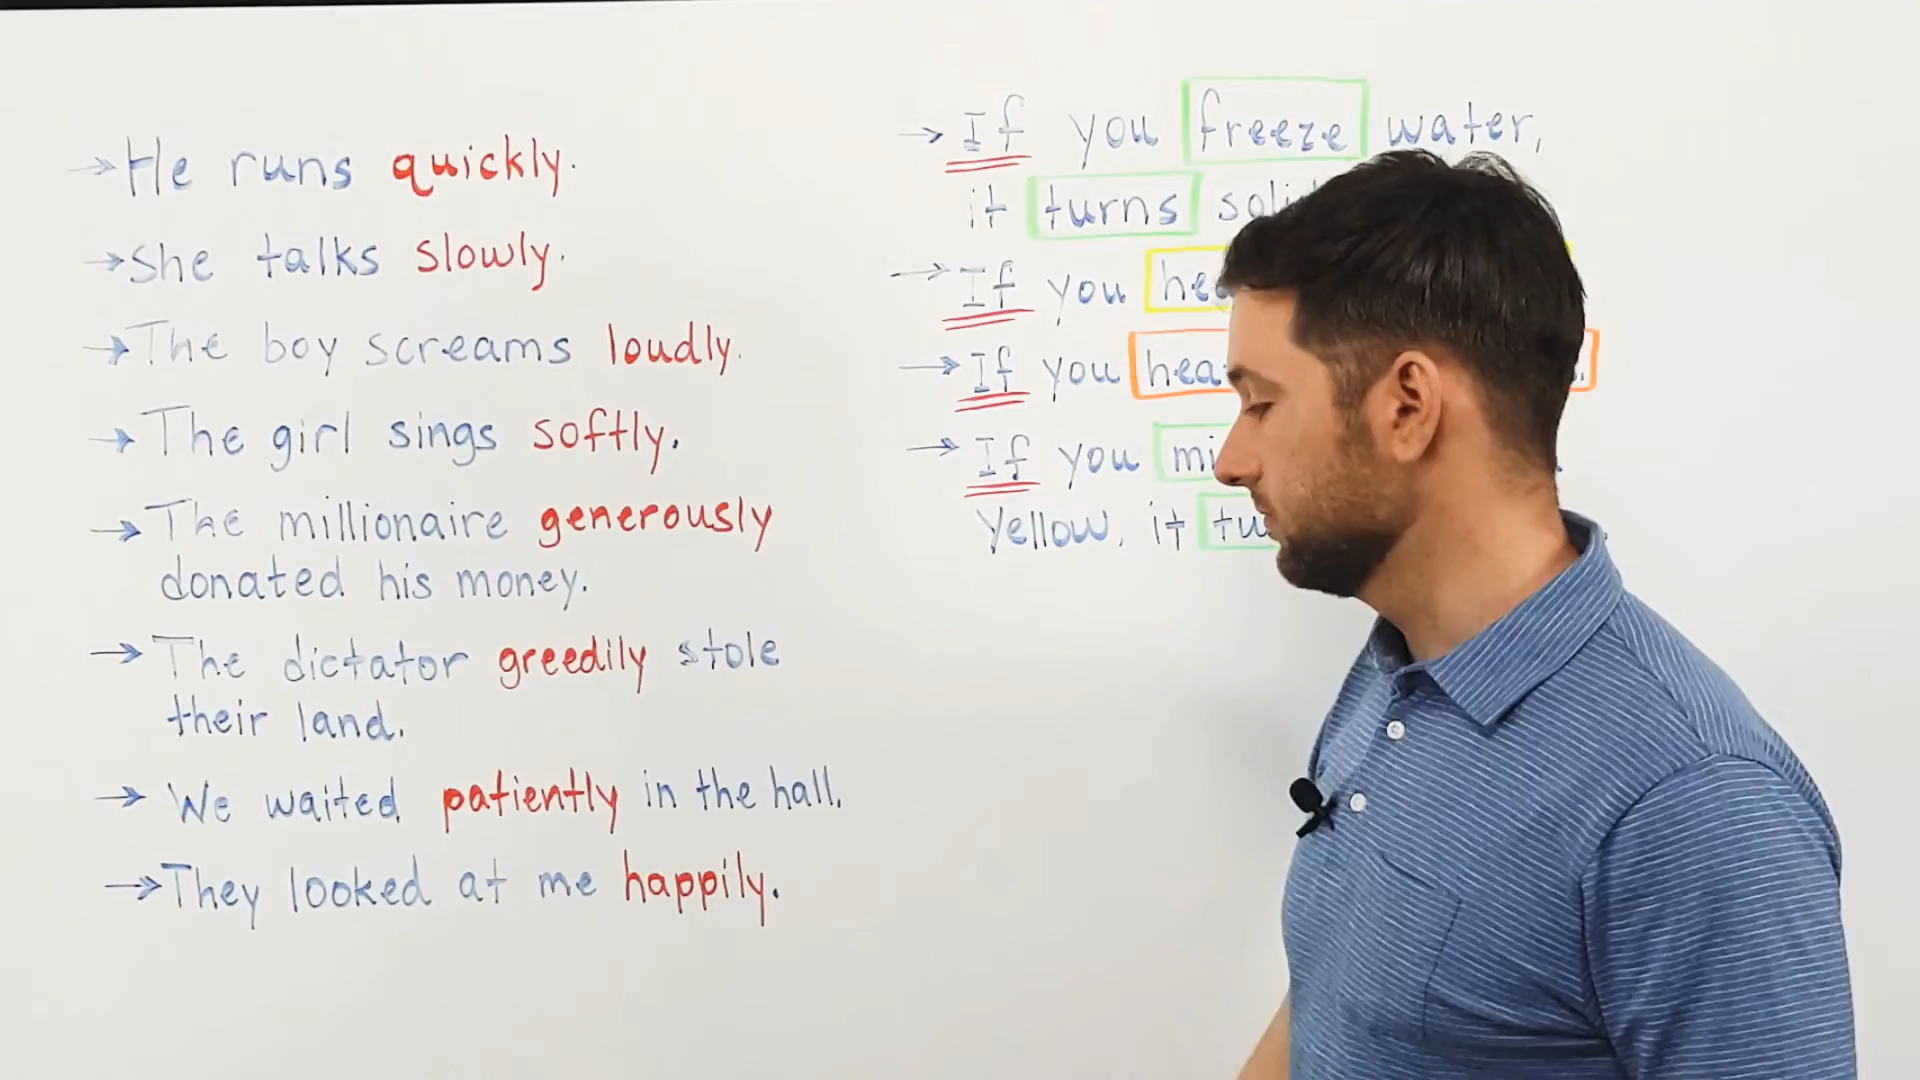 → He runs quickly.
→ She talks slowly.
→ The boy screams loudly.
→ The girl sings softly.
→ The millionaire generously
donated his money.
→ The dictator greedily stole
their land.
→ We waited patiently in the hall.
→ They looked at me happily.
→ If you freeze water,
it turns
→ If you
→ If you
→ If you
Yellow, it